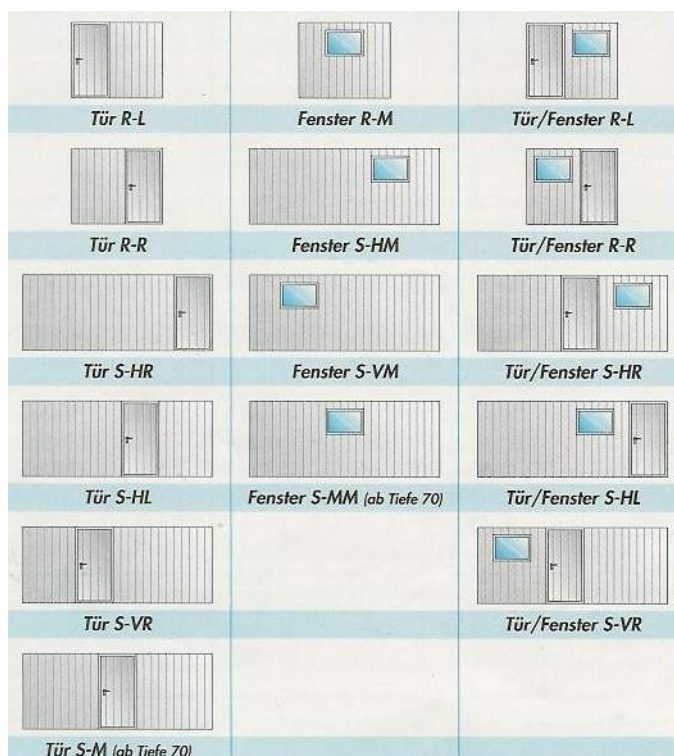 Tür R-L
Fenster R-M
Tür/Fenster R-L
Tür R-R
Fenster S-HM
Tür/Fenster R-R
Tür S-HR
Fenster S-VM
Tür/Fenster S-HR
Tür S-HL
Fenster S-MM (ab Tiefe 70)
Tür/Fenster S-HL
Tür S-VR
Tür/Fenster S-VR
Tür S-M (ab Tiefe 70)